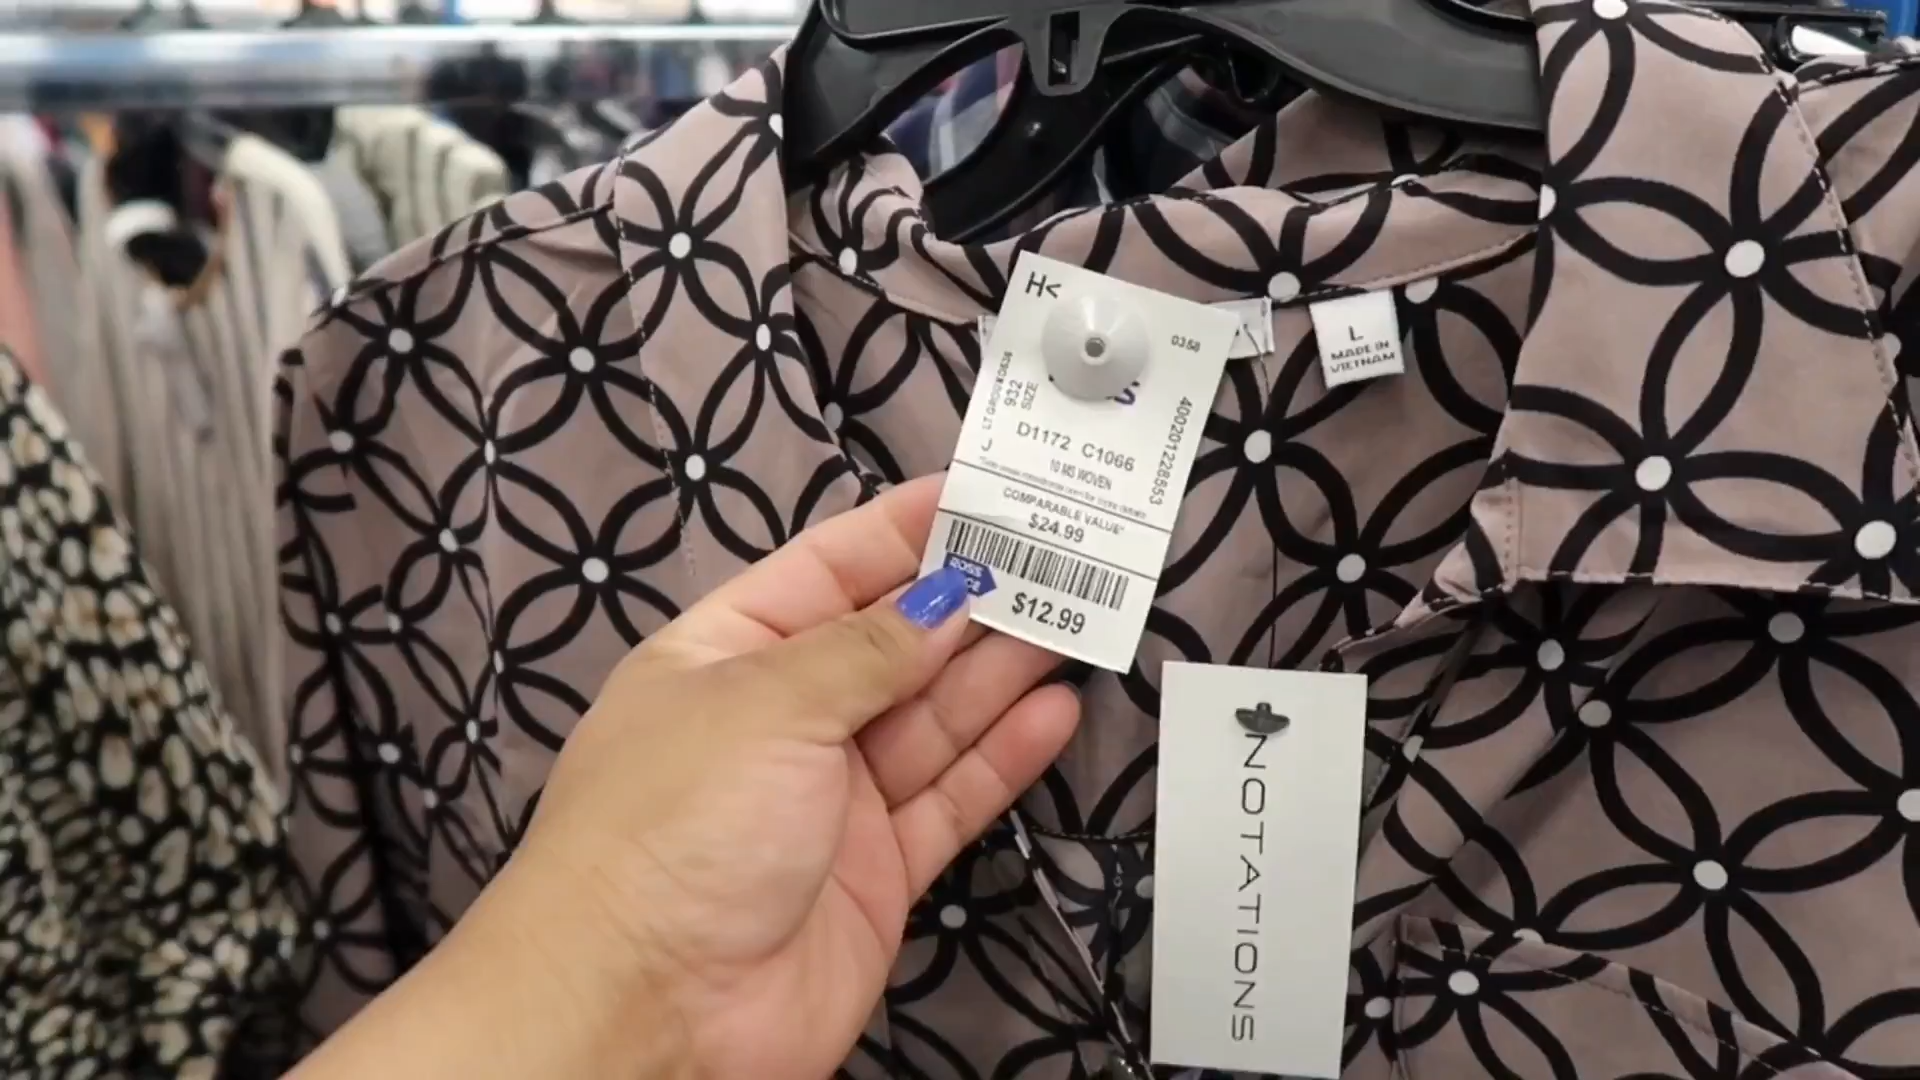 H<
0358
932
SIZE
400201228553
D1172 C1066
10 MS WOVEN
COMPARABLE VALUE*
$24.99
ROSS
$12.99
L
MADE IN
VIETNAM
NOTATIONS